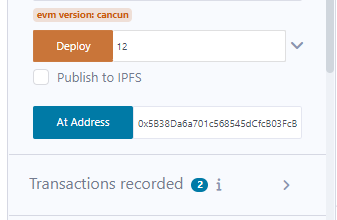 evm version: cancun
Deploy 12
Publish to IPFS
At Address 0x5B38Da6a701c568545dCfcB03FcB
Transactions recorded 2 i